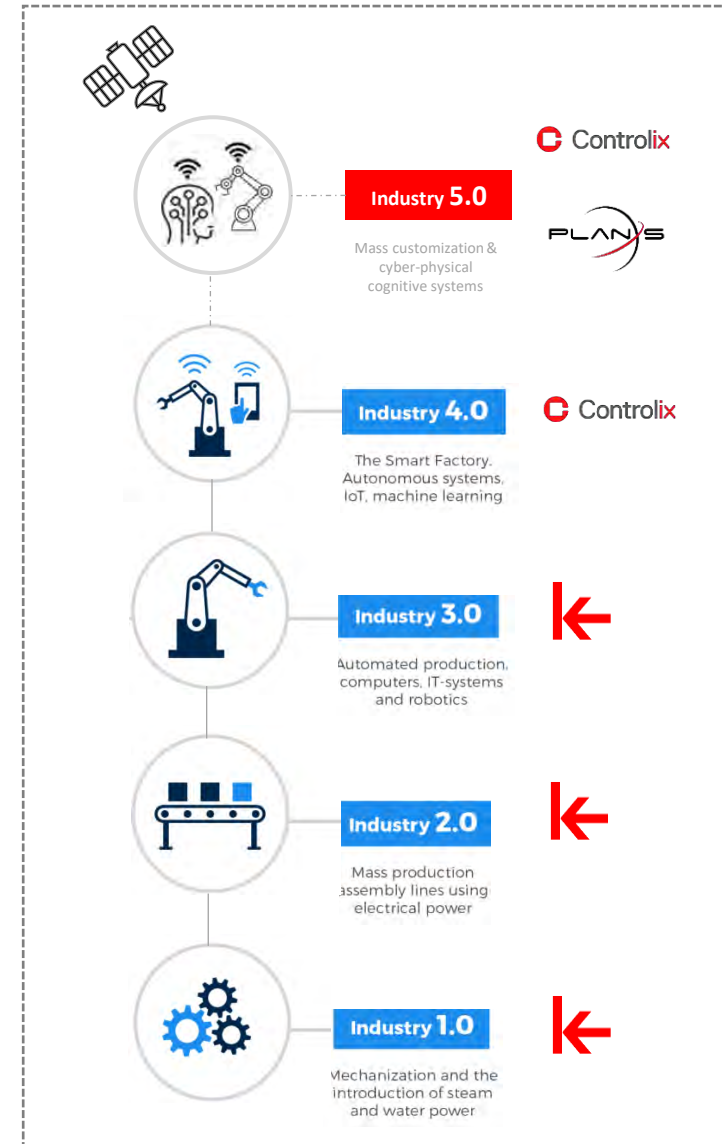 Controlix
Industry 5.0
PLANYS
Mass customization &
cyber-physical
cognitive systems
Industry 4.0
Controlix
The Smart Factory.
Autonomous systems,
IoT, machine learning
Industry 3.0
Automated production,
computers, IT-systems
and robotics
Industry 2.0
Mass production
assembly lines using
electrical power
Industry 1.0
Mechanization and the
introduction of steam
and water power